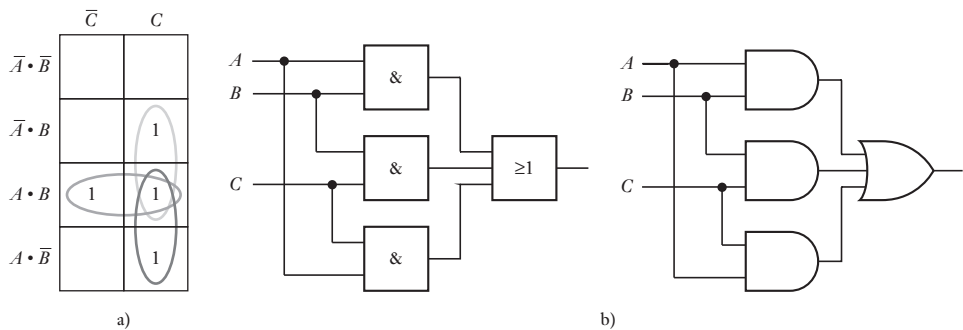 C̅ C
A̅ • B̅
A̅ • B 1
A • B 1 1
A • B̅ 1
a)
A
B
C
&
&
&
≥1
A
B
C
b)